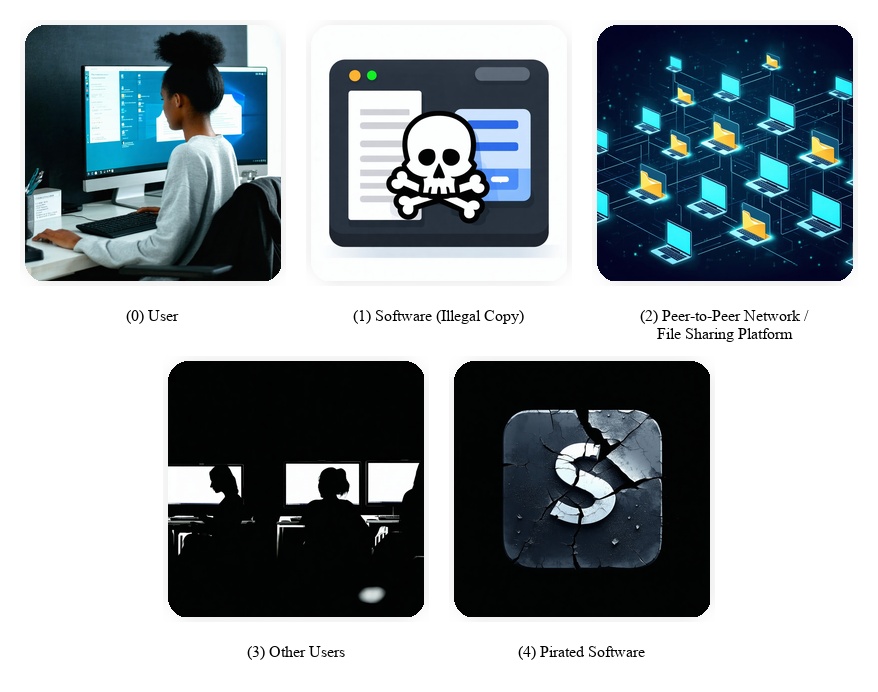 (0) User
(1) Software (Illegal Copy)
(2) Peer-to-Peer Network /
File Sharing Platform
S
(3) Other Users
(4) Pirated Software